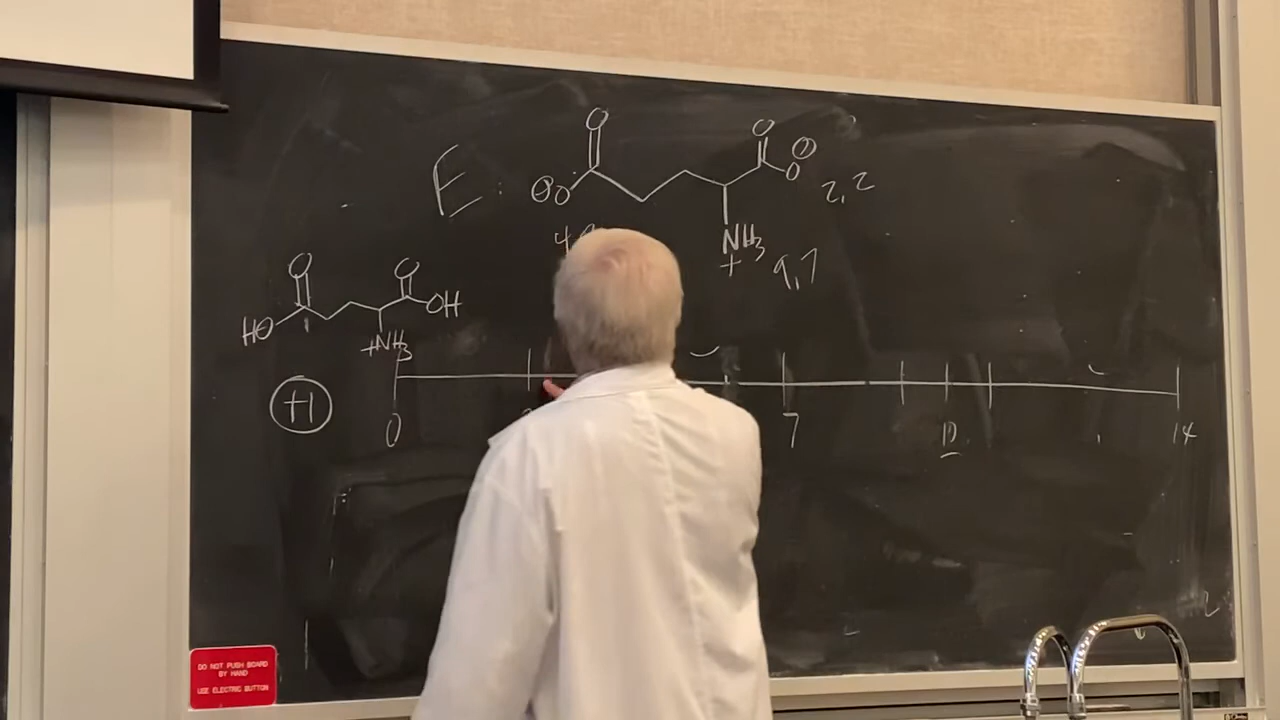 E:
O
O
⊖O
O⊖
2.2
NH3
+
9.7
O
O
HO
OH
+NH3
⊕
0
7
10
14
DO NOT PUSH BOARD
BY HAND
USE ELECTRIC BUTTON